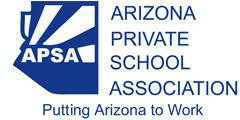 APSA
ARIZONA
PRIVATE
SCHOOL
ASSOCIATION
Putting Arizona to Work